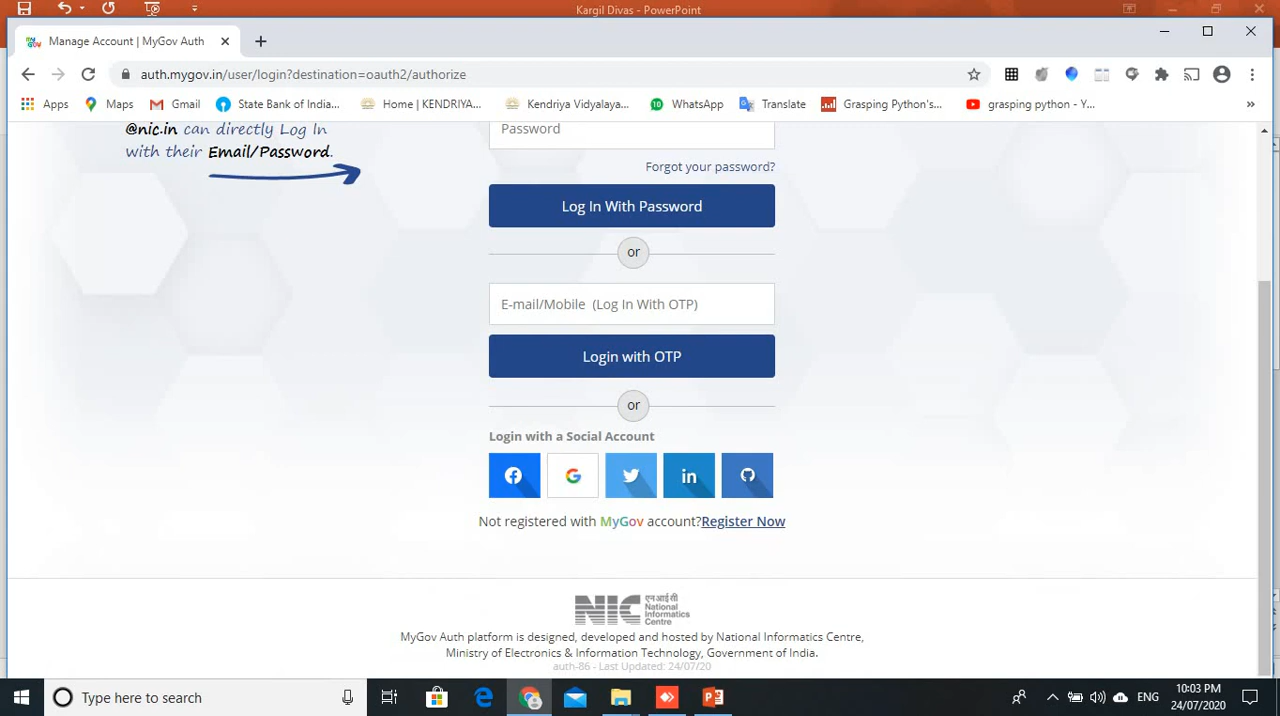 Kargil Divas - PowerPoint
Manage Account | MyGov Auth
auth.mygov.in/user/login?destination=oauth2/authorize
Apps Maps Gmail State Bank of India... Home | KENDRIYA... Kendriya Vidyalaya... WhatsApp Translate Grasping Python's... grasping python - Y... »
@nic.in can directly Log In
with their Email/Password.
Password
Forgot your password?
Log In With Password
or
E-mail/Mobile (Log In With OTP)
Login with OTP
or
Login with a Social Account
Not registered with MyGov account?Register Now
NIC एन आई सी
National
Informatics
Centre
MyGov Auth platform is designed, developed and hosted by National Informatics Centre,
Ministry of Electronics & Information Technology, Government of India.
auth-86 - Last Updated: 24/07/20
Type here to search
ENG
10:03 PM
24/07/2020